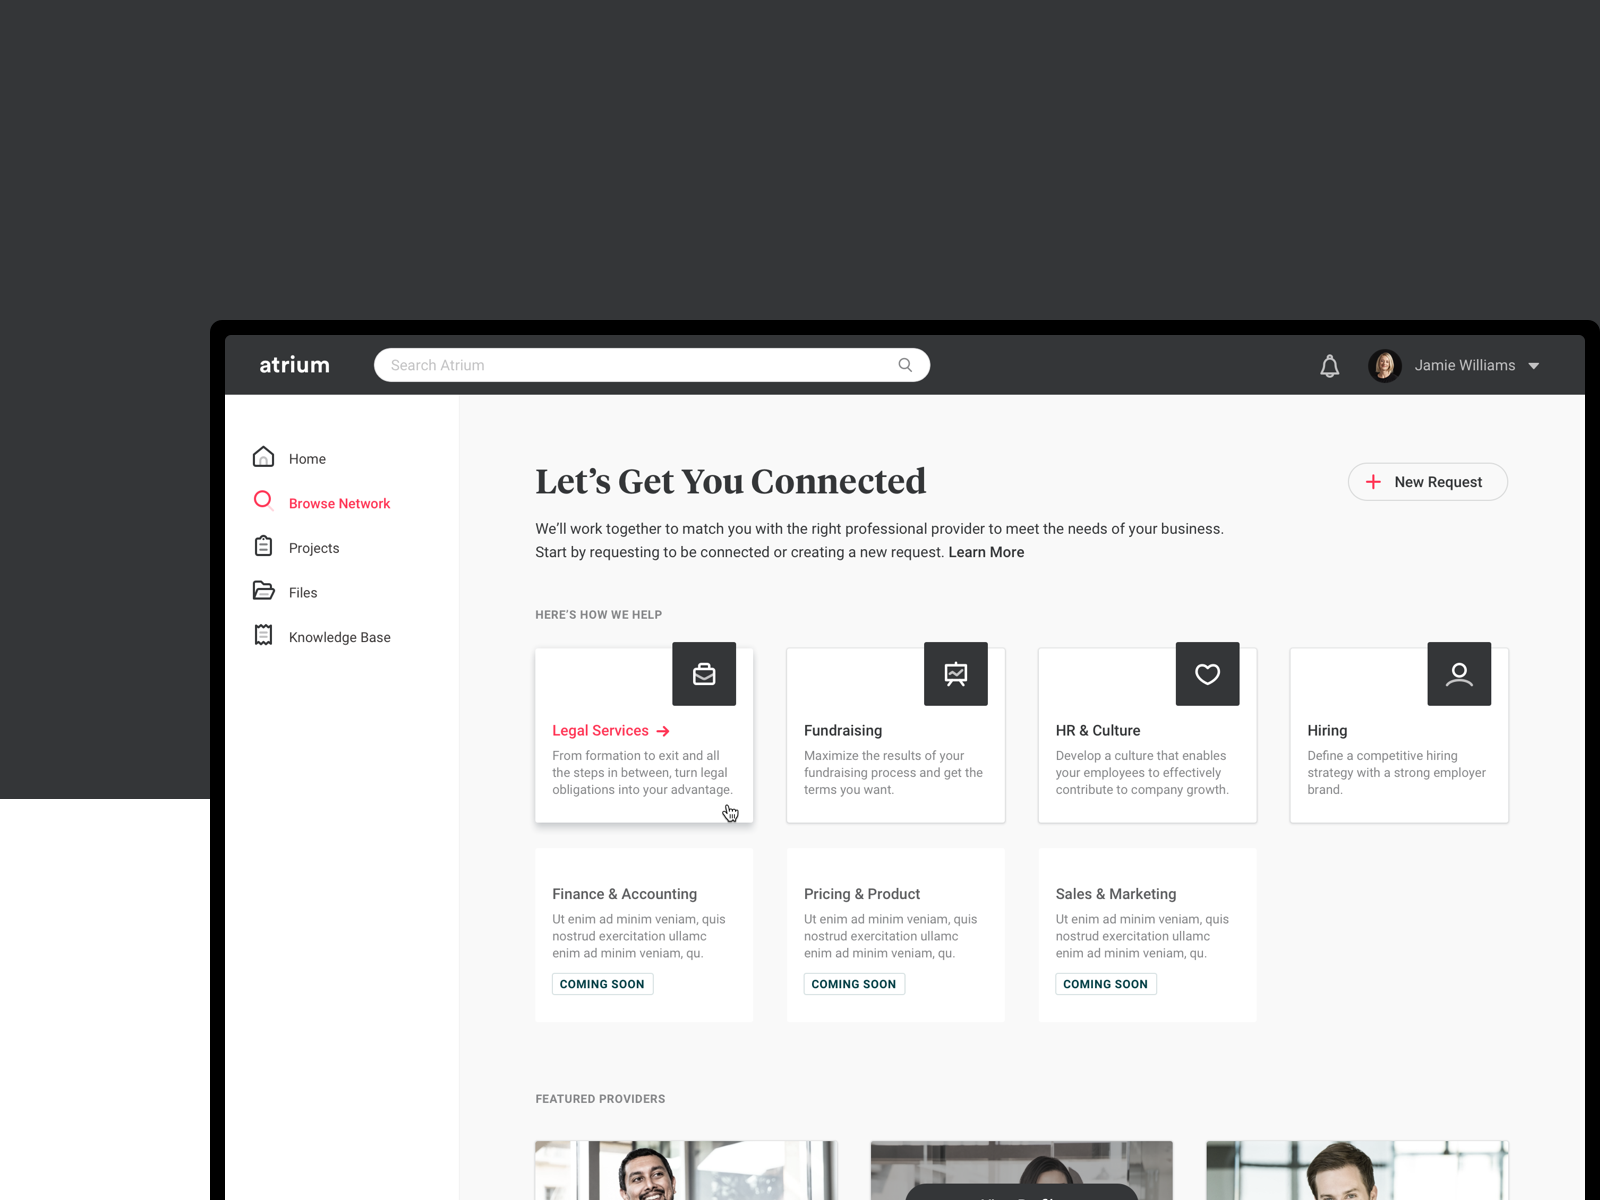 atrium
Search Atrium
Jamie Williams
Home
Browse Network
Projects
Files
Knowledge Base
Let’s Get You Connected
New Request
We’ll work together to match you with the right professional provider to meet the needs of your business.
Start by requesting to be connected or creating a new request. Learn More
HERE’S HOW WE HELP
Legal Services
From formation to exit and all
the steps in between, turn legal
obligations into your advantage.
Fundraising
Maximize the results of your
fundraising process and get the
terms you want.
HR & Culture
Develop a culture that enables
your employees to effectively
contribute to company growth.
Hiring
Define a competitive hiring
strategy with a strong employer
brand.
Finance & Accounting
Ut enim ad minim veniam, quis
nostrud exercitation ullamc
enim ad minim veniam, qu.
COMING SOON
Pricing & Product
Ut enim ad minim veniam, quis
nostrud exercitation ullamc
enim ad minim veniam, qu.
COMING SOON
Sales & Marketing
Ut enim ad minim veniam, quis
nostrud exercitation ullamc
enim ad minim veniam, qu.
COMING SOON
FEATURED PROVIDERS